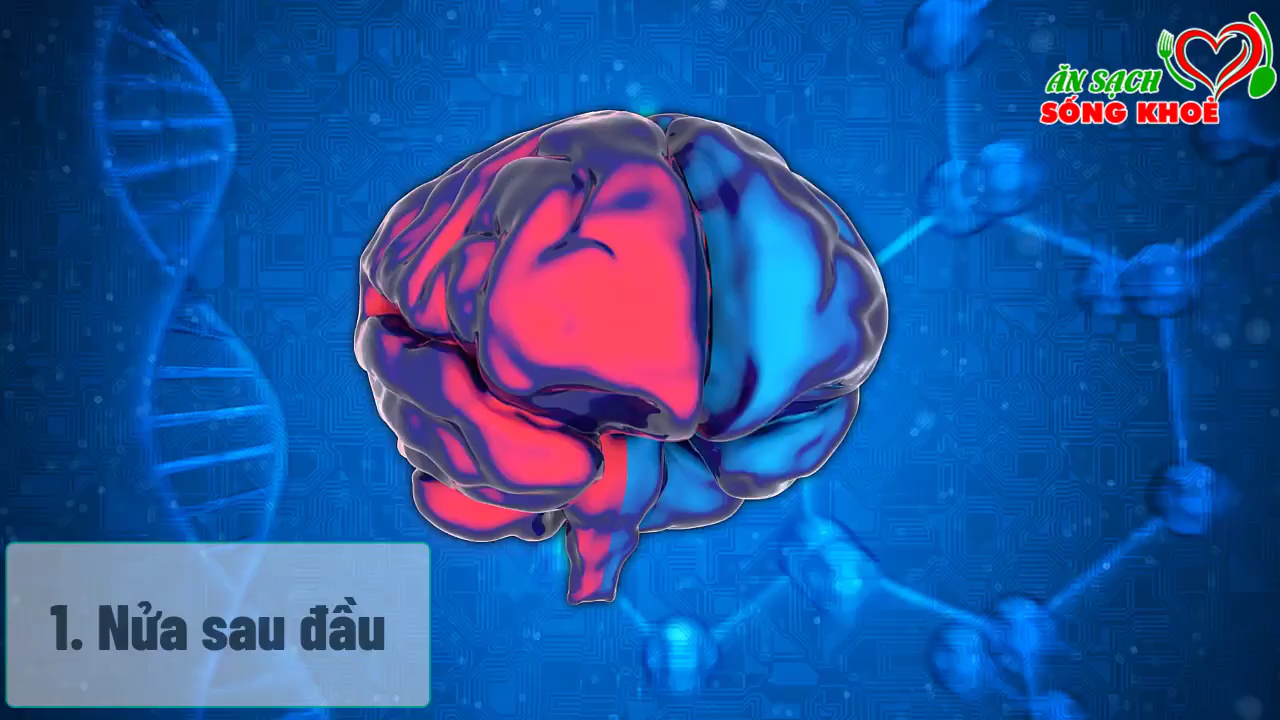 ĂN SẠCH
SỐNG KHOẺ
1. Nửa sau đầu